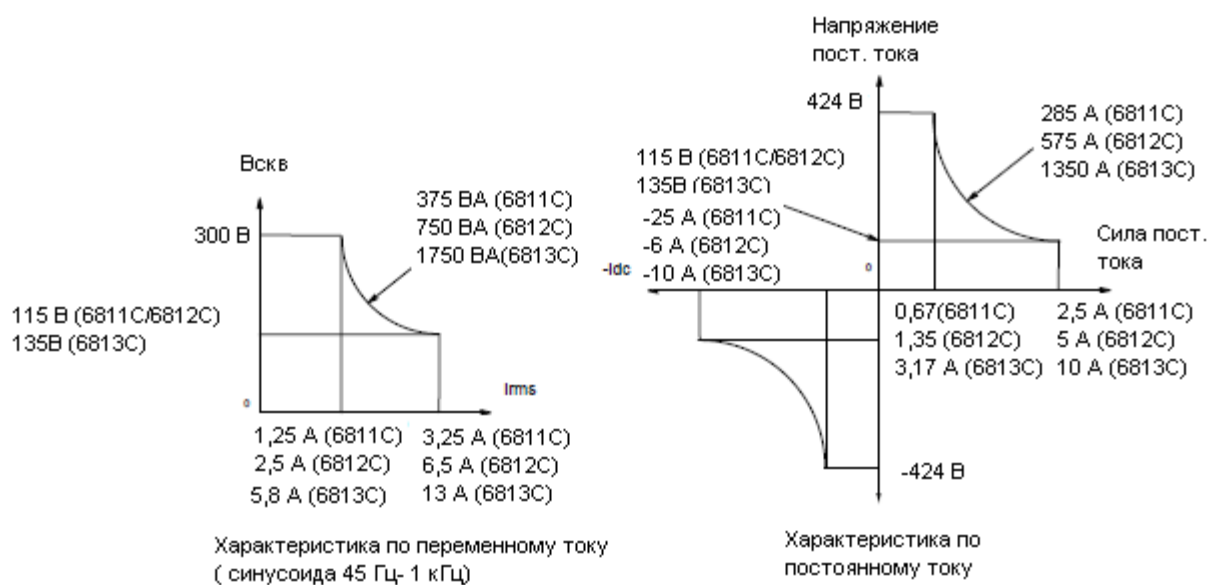 Вскв
300 В
375 ВА (6811С)
750 ВА (6812С)
1750 ВА(6813С)
115 В (6811С/6812С)
135В (6813С)
0
Irms
1,25 А (6811С)
2,5 А (6812С)
5,8 А (6813С)
3,25 А (6811С)
6,5 А (6812С)
13 А (6813С)
Характеристика по переменному току
( синусоида 45 Гц- 1 кГц)
Напряжение
пост. тока
424 В
285 А (6811С)
575 А (6812С)
1350 А (6813С)
115 В (6811С/6812С)
135В (6813С)
-25 А (6811С)
-6 А (6812С)
-10 А (6813С)
-Idc
0
Сила пост.
тока
0,67(6811С)
1,35 (6812С)
3,17 А (6813С)
2,5 А (6811С)
5 А (6812С)
10 А (6813С)
-424 В
Характеристика по
постоянному току